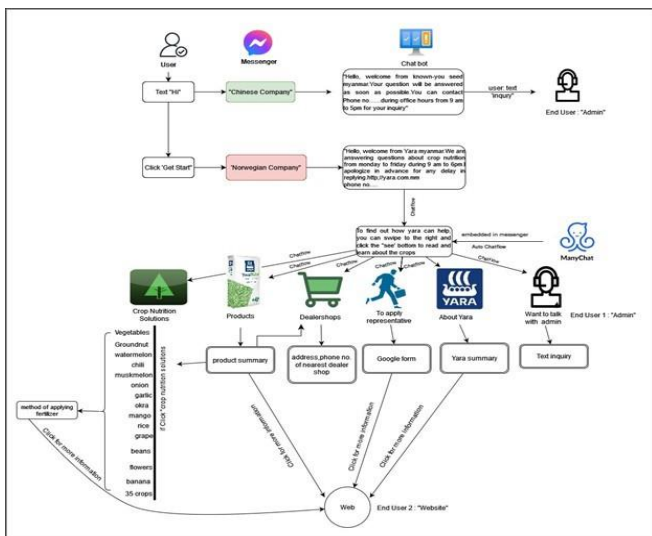 User
Messenger
Chat bot
Text "Hi"
"Chinese Company"
"Hello, welcome from known-you seed
myanmar.Your question will be answered
as soon as possible.You can contact
Phone no......during office hours from 9 am
to 5pm for your inquiry"
user: text
'inquiry"
End User : "Admin"
Click 'Get Start"
'Norwegian Company"
"Hello, welcome from Yara myanmar.We are
answering questions about crop nutrition
from monday to friday during 9 am to 6pm.I
apologize in advance for any delay in
replying.http;//yara.com.mm
phone no....
Chatflow
To find out how yara can help,
you can swipe to the right and
click the "see' bottom to read and
learn about the crops
embedded in messenger
Auto Chatflow
ManyChat
Chatflow
Chatflow
Chatflow
Chatflow
Chatflow
Chatflow
YARA
Crop Nutrition
Solutions
Products
Dealershops
To apply
representative
About Yara
Want to talk
with admin
End User 1 : "Admin"
product summary
address,phone no.
of nearest dealer
shop
Google form
Yara summary
Text inquiry
Vegetables
Groundnut
watermelon
chili
muskmelon
onion
garlic
okra
mango
rice
grape
beans
flowers
banana
35 crops
if Click "crop nutrition solutions
method of applying
fertilizer
Click for more information
Click for more information
Click for more information
Click for more information
Web
End User 2 : "Website"